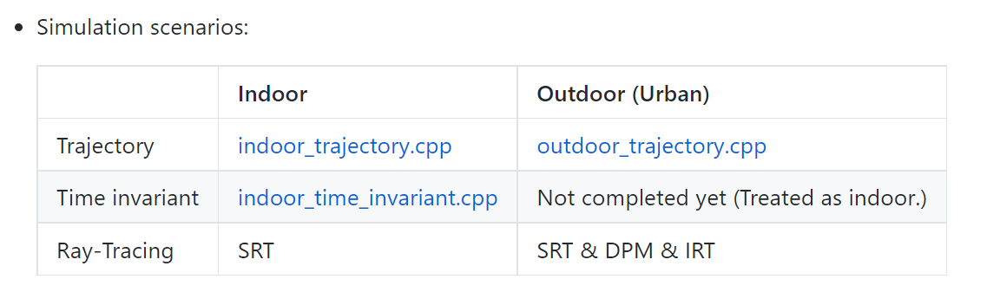 Simulation scenarios:
Indoor Outdoor (Urban)
Trajectory indoor_trajectory.cpp outdoor_trajectory.cpp
Time invariant indoor_time_invariant.cpp Not completed yet (Treated as indoor.)
Ray-Tracing SRT SRT & DPM & IRT